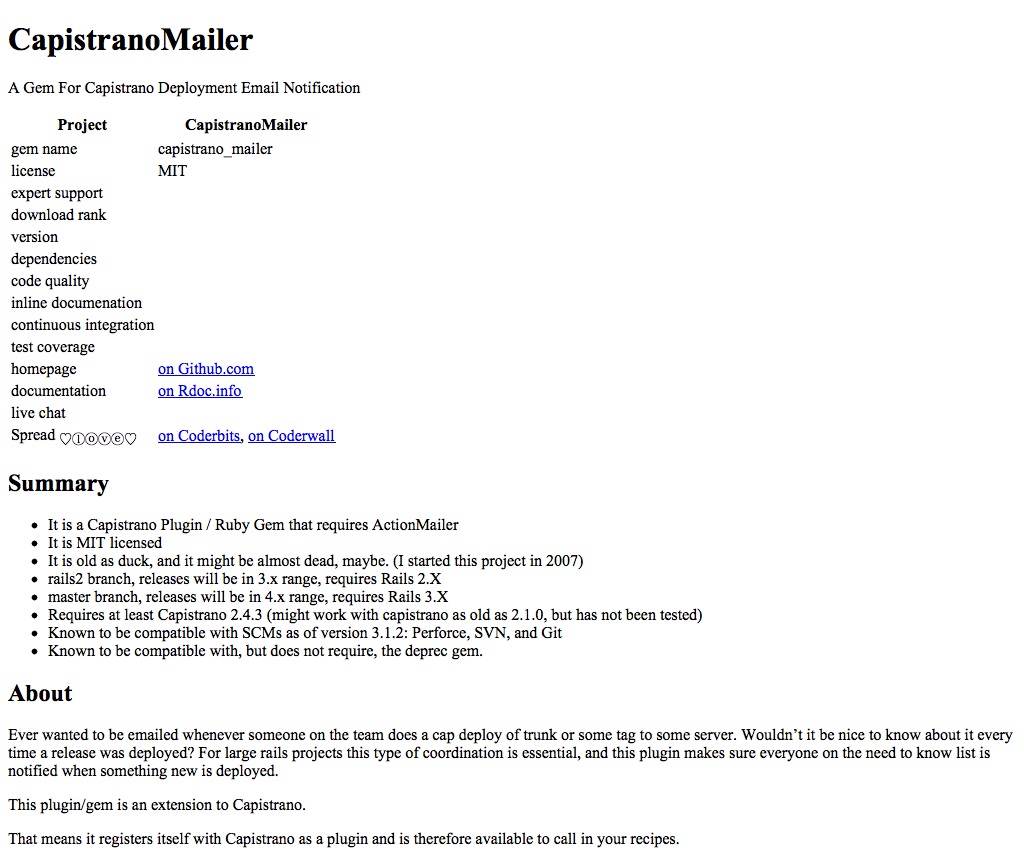 CapistranoMailer
A Gem For Capistrano Deployment Email Notification
Project CapistranoMailer
gem name capistrano_mailer
license MIT
expert support
download rank
version
dependencies
code quality
inline documenation
continuous integration
test coverage
homepage on Github.com
documentation on Rdoc.info
live chat
Spread ♡ⓛⓞⓥⓔ♡ on Coderbits, on Coderwall
Summary
• It is a Capistrano Plugin / Ruby Gem that requires ActionMailer
• It is MIT licensed
• It is old as duck, and it might be almost dead, maybe. (I started this project in 2007)
• rails2 branch, releases will be in 3.x range, requires Rails 2.X
• master branch, releases will be in 4.x range, requires Rails 3.X
• Requires at least Capistrano 2.4.3 (might work with capistrano as old as 2.1.0, but has not been tested)
• Known to be compatible with SCMs as of version 3.1.2: Perforce, SVN, and Git
• Known to be compatible with, but does not require, the deprec gem.
About
Ever wanted to be emailed whenever someone on the team does a cap deploy of trunk or some tag to some server. Wouldn’t it be nice to know about it every
time a release was deployed? For large rails projects this type of coordination is essential, and this plugin makes sure everyone on the need to know list is
notified when something new is deployed.
This plugin/gem is an extension to Capistrano.
That means it registers itself with Capistrano as a plugin and is therefore available to call in your recipes.